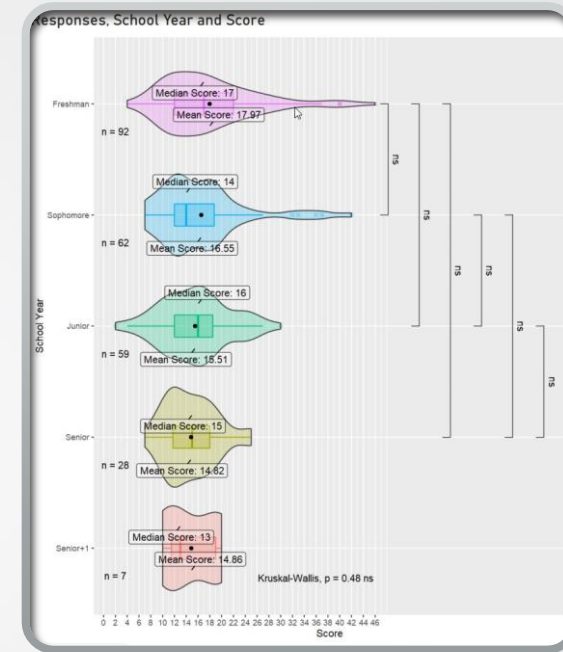 Responses, School Year and Score
Median Score: 17
Freshman
Mean Score: 17.97
n = 92
ns
Median Score: 14
Sophomore
ns
n = 62
Mean Score: 16.55
ns
ns
ns
Median Score: 16
School Year
Junior
n = 59
Mean Score: 15.51
ns
Median Score: 15
Senior
n = 28
Mean Score: 14.82
Median Score: 13
Senior+1
Mean Score: 14.86
n = 7
Kruskal-Wallis, p = 0.48 ns
0 2 4 6 8 10 12 14 16 18 20 22 24 26 28 30 32 34 36 38 40 42 44 46
Score